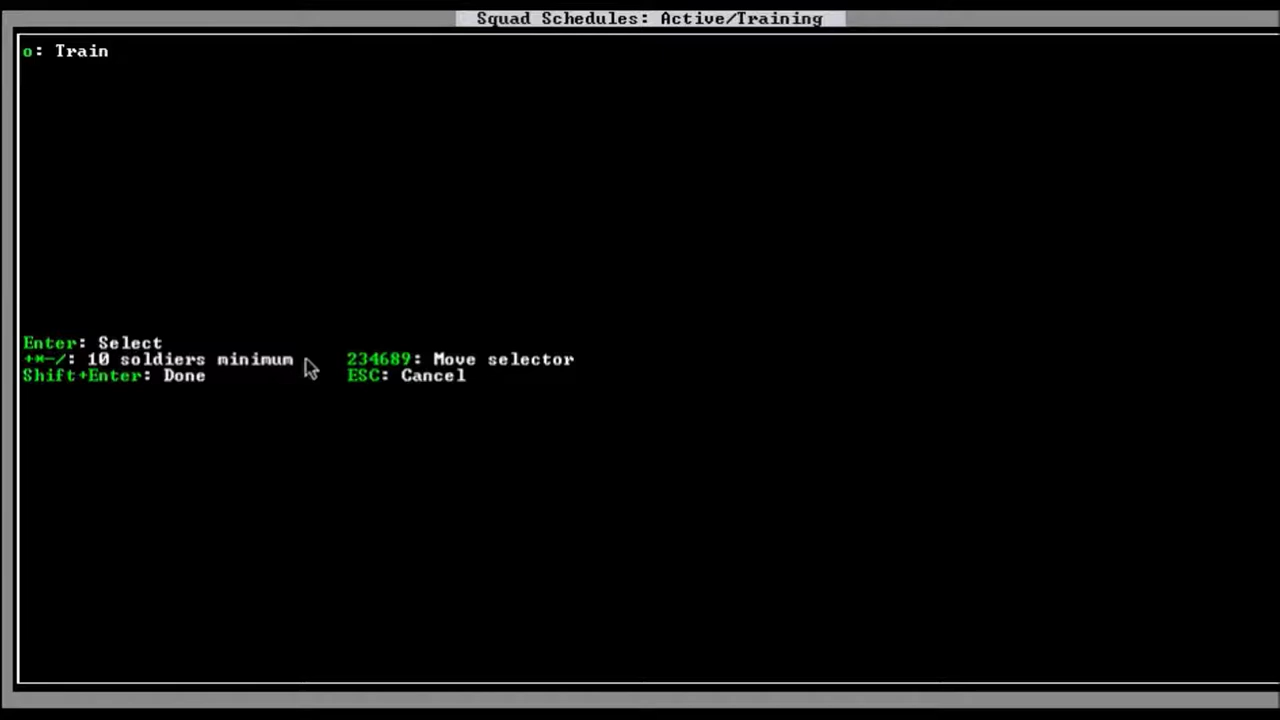 Squad Schedules: Active/Training
o: Train
Enter: Select
+*-/: 10 soldiers minimum 234689: Move selector
Shift+Enter: Done ESC: Cancel